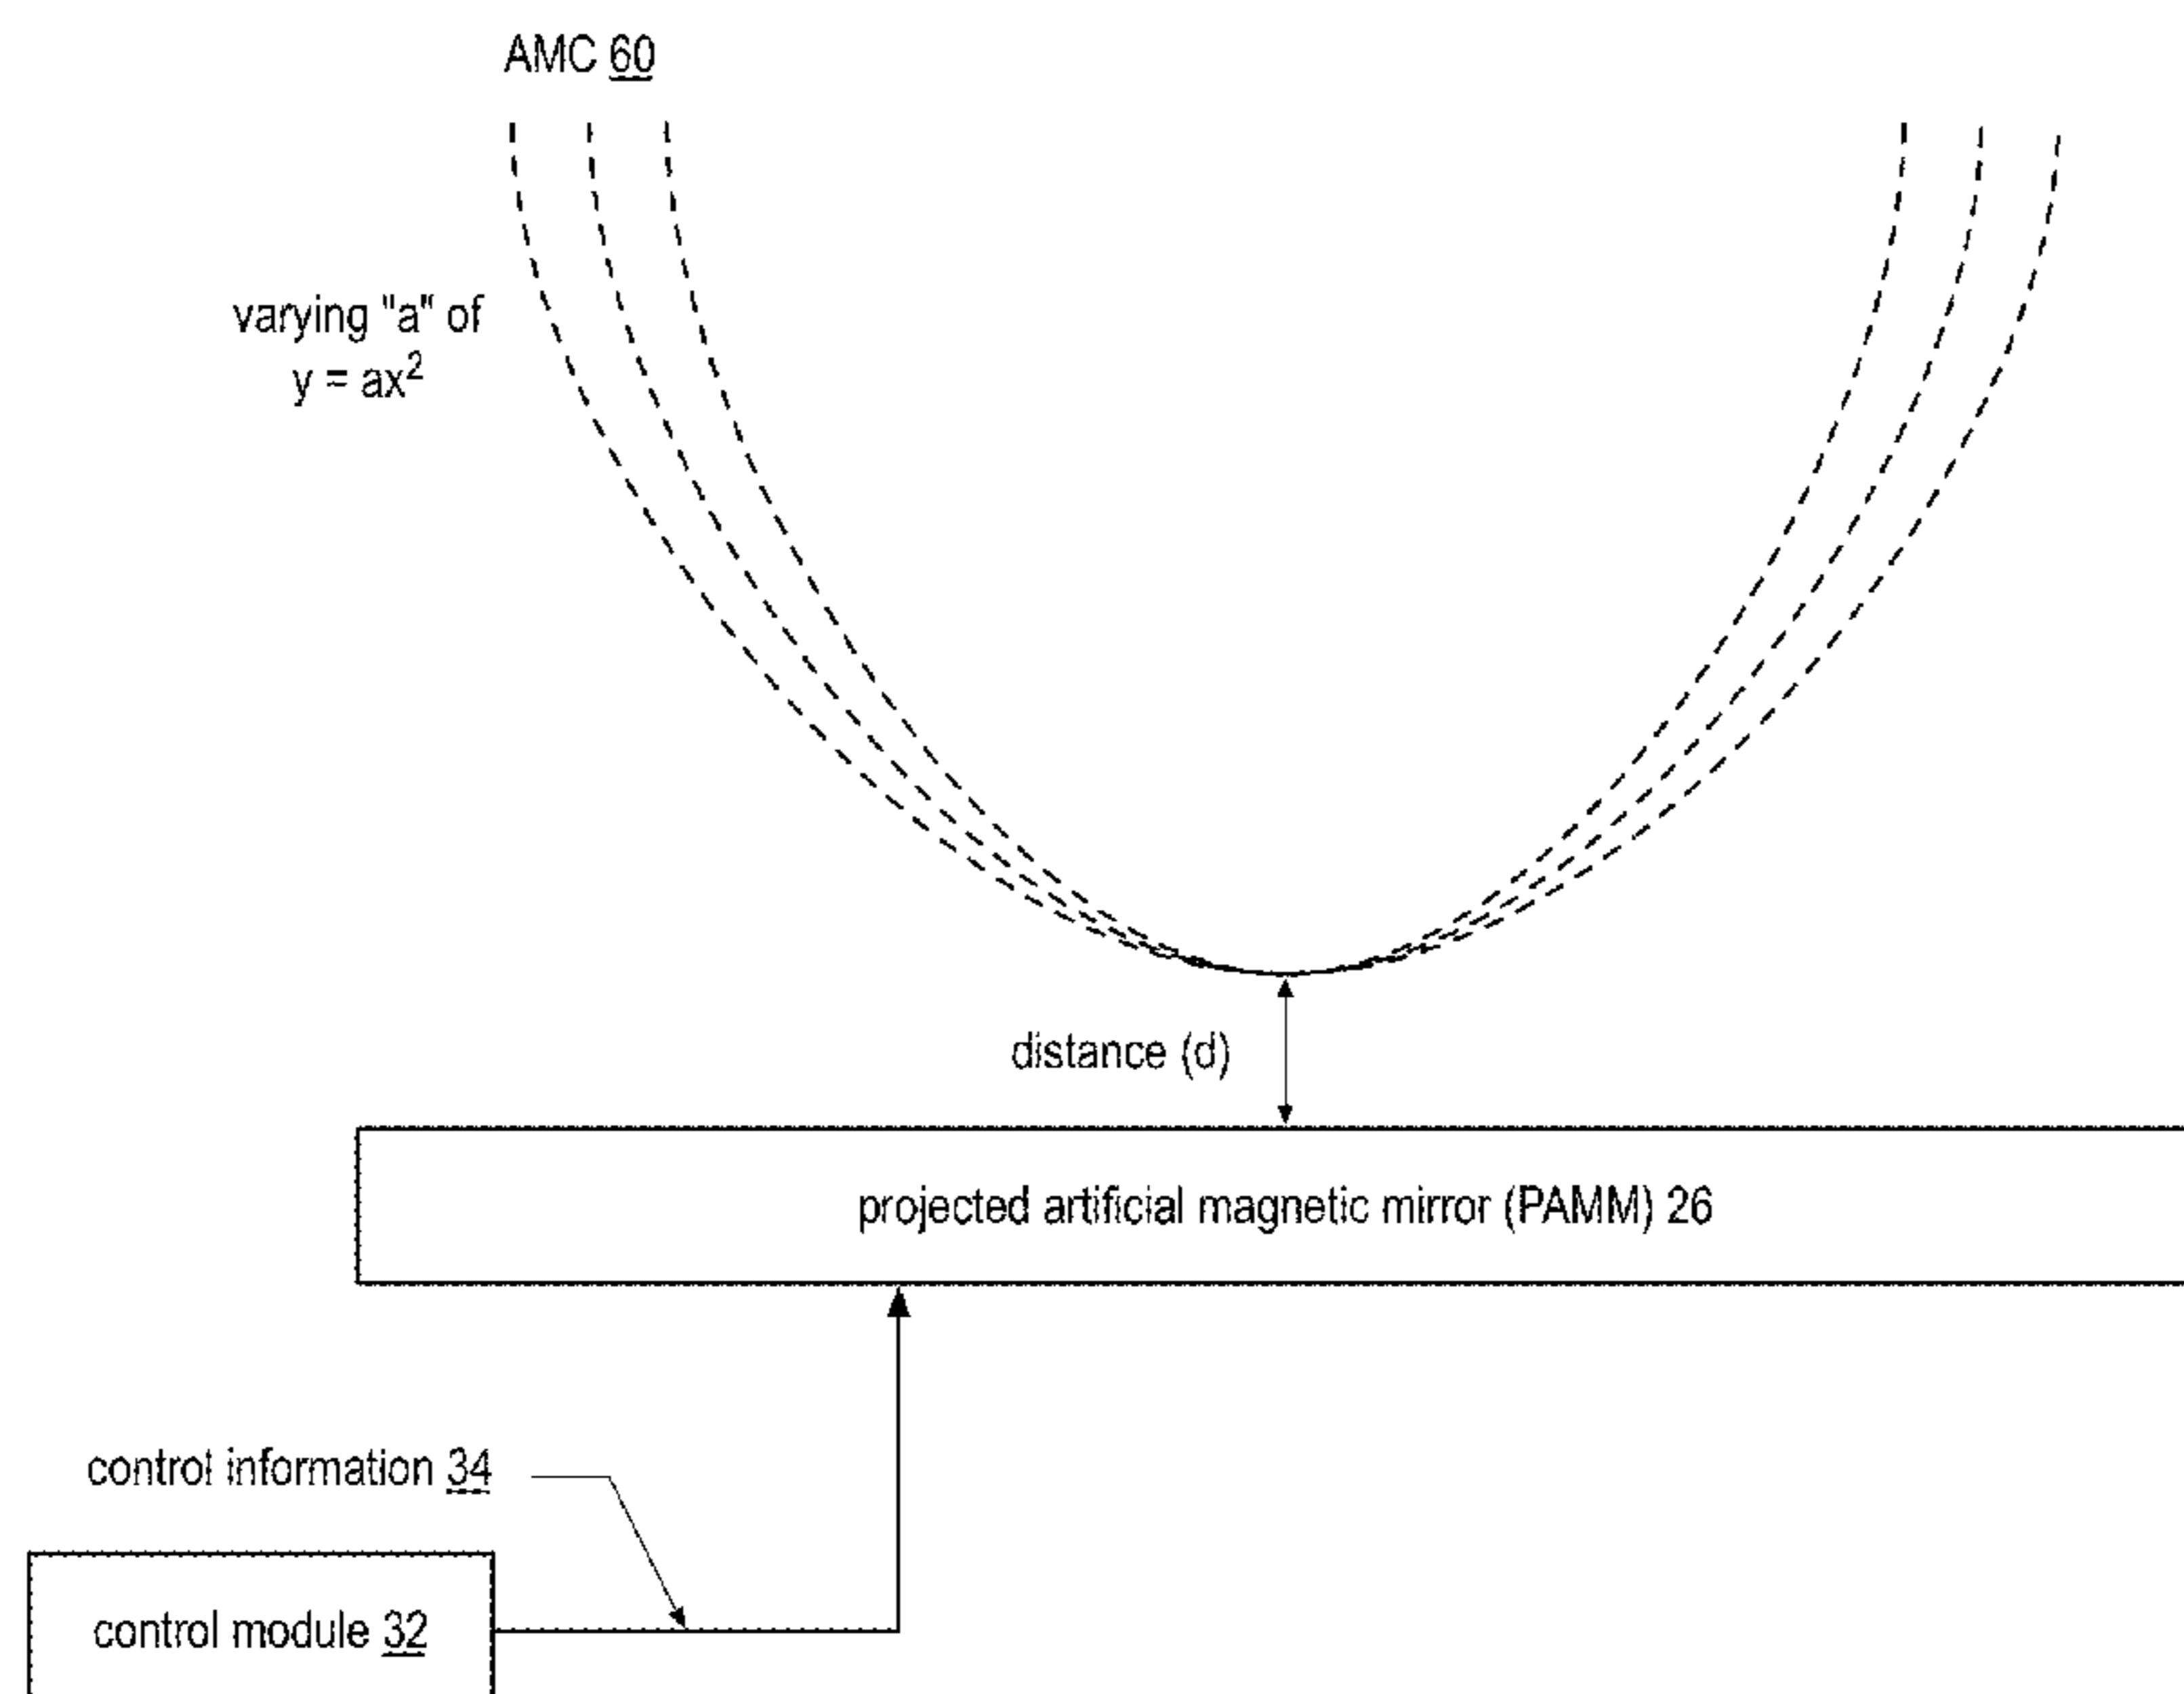 AMC 60
varying "a" of
y = ax²
distance (d)
projected artificial magnetic mirror (PAMM) 26
control information 34
control module 32